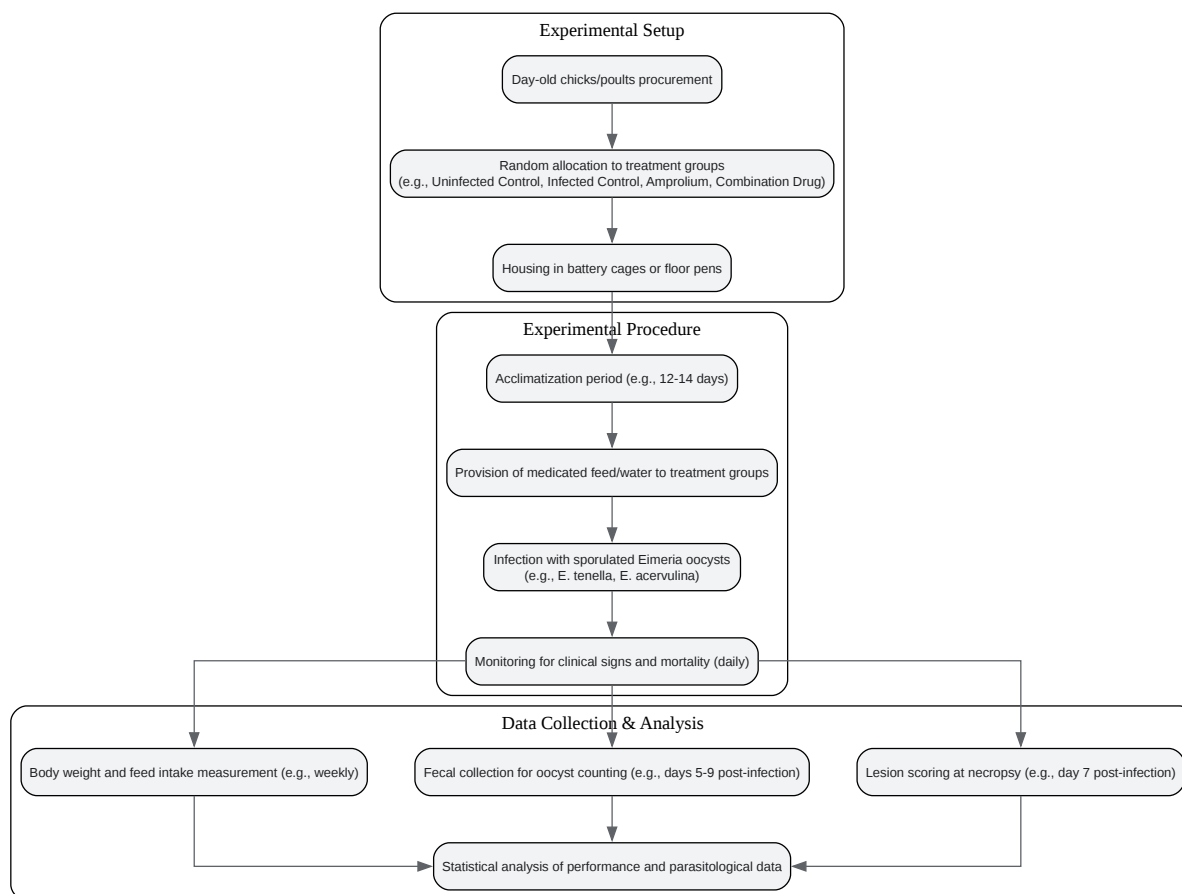 Experimental Setup
Day-old chicks/poults procurement
Random allocation to treatment groups
(e.g., Uninfected Control, Infected Control, Amprolium, Combination Drug)
Housing in battery cages or floor pens
Experimental Procedure
Acclimatization period (e.g., 12-14 days)
Provision of medicated feed/water to treatment groups
Infection with sporulated Eimeria oocysts
(e.g., E. tenella, E. acervulina)
Monitoring for clinical signs and mortality (daily)
Data Collection & Analysis
Body weight and feed intake measurement (e.g., weekly)
Fecal collection for oocyst counting (e.g., days 5-9 post-infection)
Lesion scoring at necropsy (e.g., day 7 post-infection)
Statistical analysis of performance and parasitological data